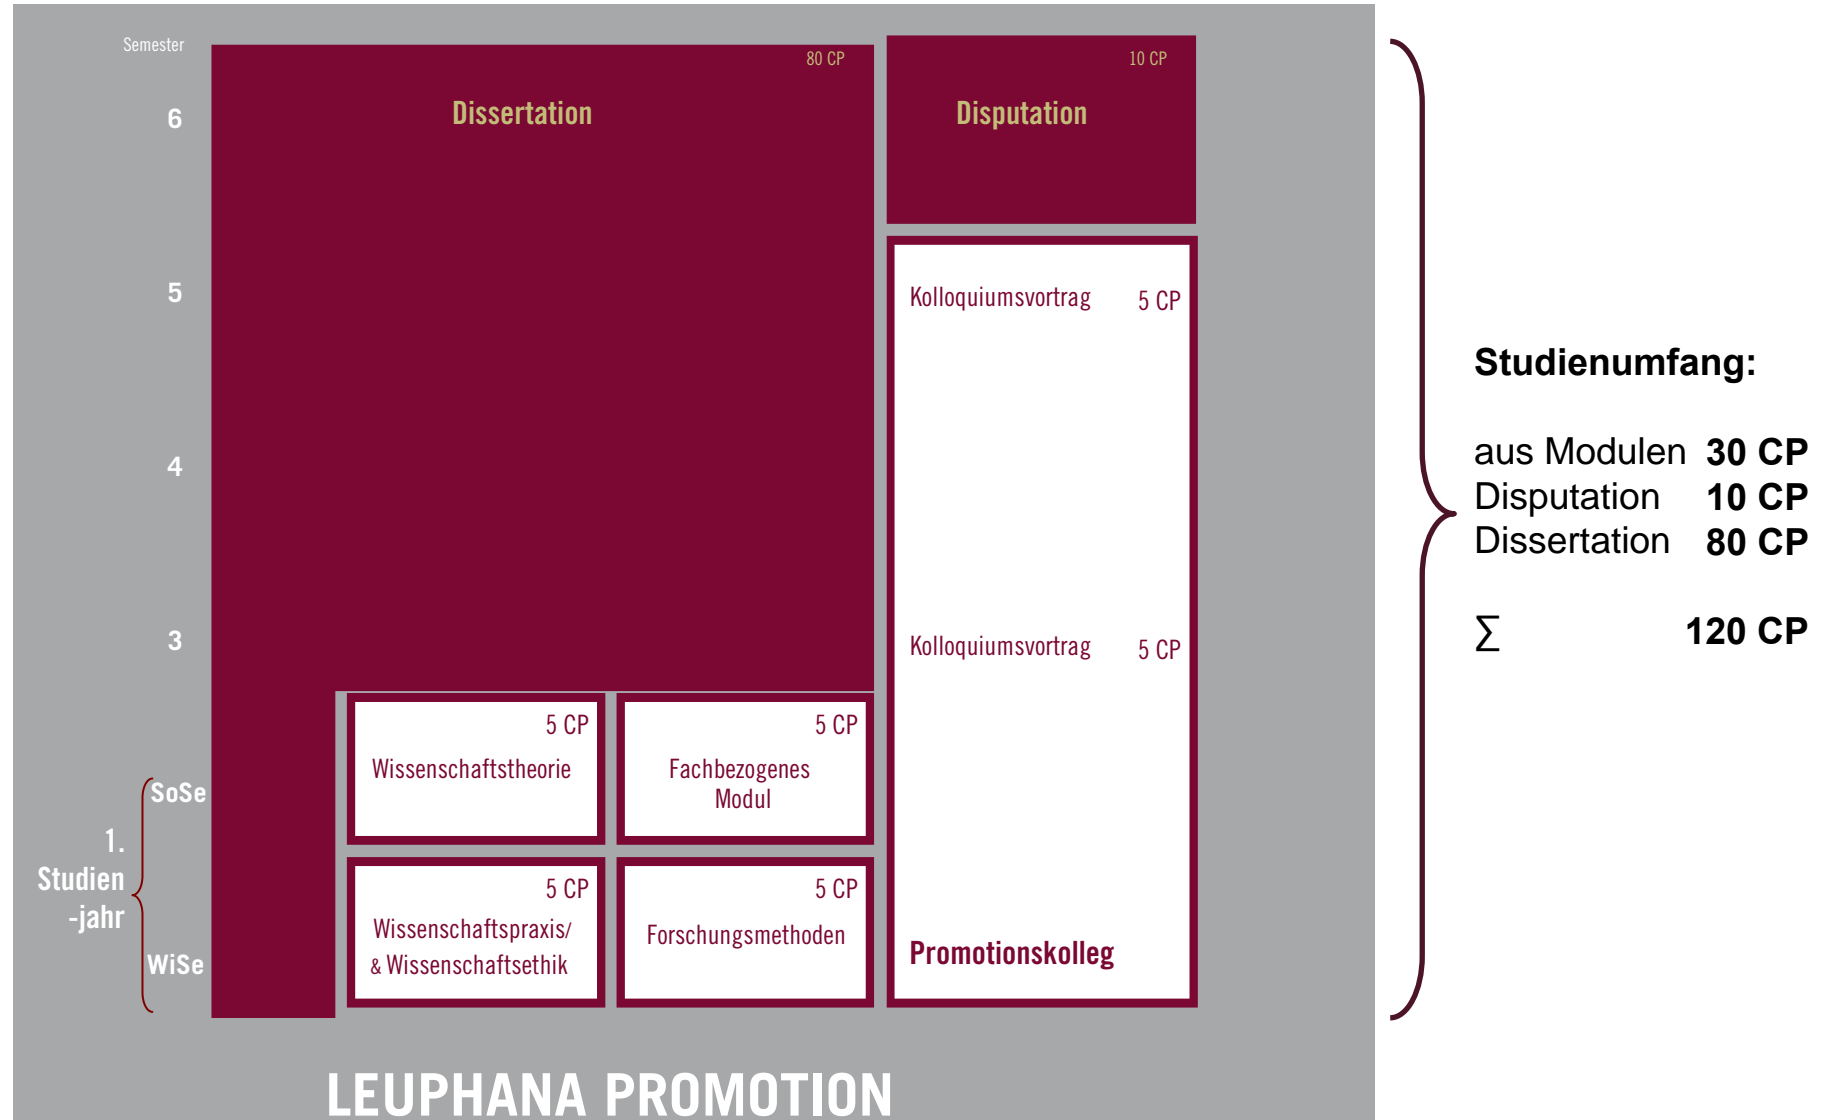 Semester
80 CP
10 CP
6
Dissertation
Disputation
5
Kolloquiumsvortrag 5 CP
4
3
Kolloquiumsvortrag 5 CP
5 CP
Wissenschaftstheorie
5 CP
Fachbezogenes
Modul
SoSe
1.
Studien
-jahr
WiSe
5 CP
Wissenschaftspraxis/
& Wissenschaftsethik
5 CP
Forschungsmethoden
Promotionskolleg
LEUPHANA PROMOTION
Studienumfang:
aus Modulen 30 CP
Disputation 10 CP
Dissertation 80 CP
∑ 120 CP